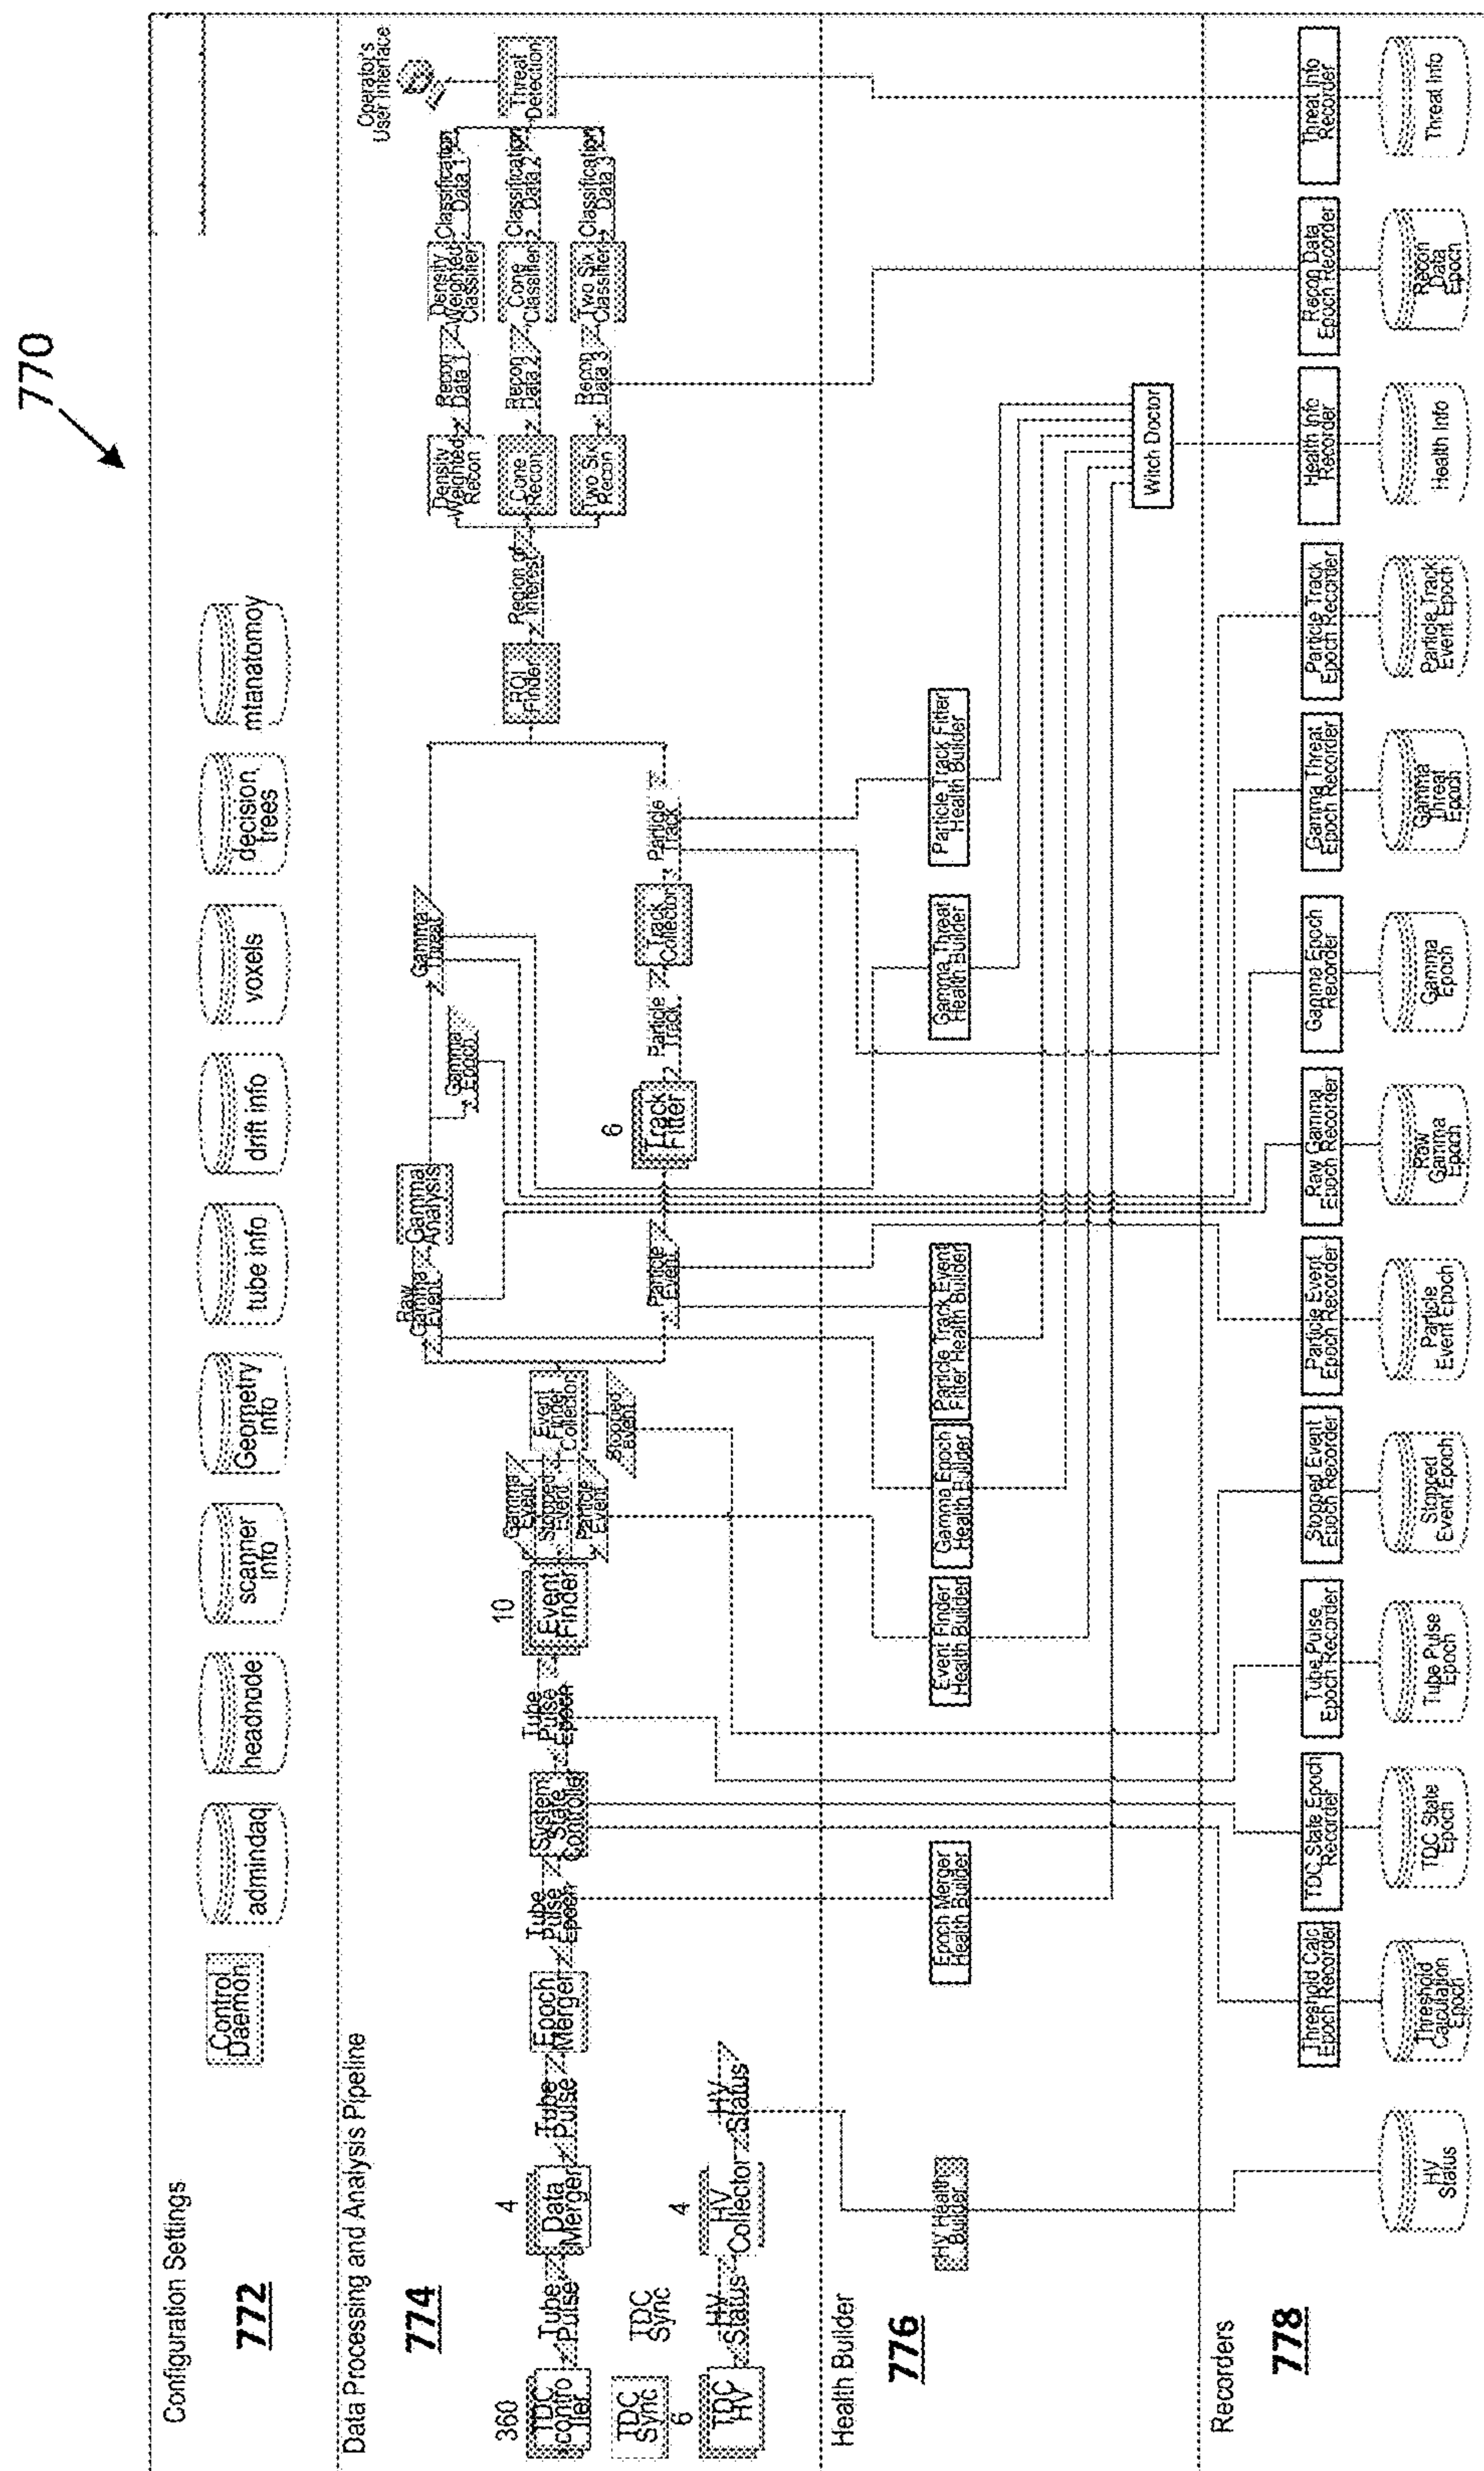 770
Configuration Settings
772
Control
Daemon
admindaq
headnode
scanner
info
Geometry
info
tube info
drift info
voxels
decision
trees
mtanatomoy
Data Processing and Analysis Pipeline
774
360
TDC
contro
ller
Tube
Pulse
4
Data
Merger
Tube
Pulse
Epoch
Merger
Tube
Pulse
Epoch
System
State
Controller
Tube
Pulse
Epoch
10
Event
Finder
Gamma
Event
Stopped
Event
Particle
Event
Event
Finder
Collector
Stopped
Event
Raw
Gamma
Event
Gamma
Analysis
Gamma
Epoch
Gamma
Threat
Particle
Event
6
Track
Fitter
Particle
Track
Track
Collector
Particle
Track
ROI
Finder
Region of
Interest
Density
Weighted
Recon
Recon
Data 1
Density
Weighted
Classifier
Classification
Data 1
Cone
Recon
Recon
Data 2
Cone
Classifier
Classification
Data 2
Two Six
Recon
Recon
Data 3
Two Six
Classifier
Classification
Data 3
Threat
Detection
Operator's
User Interface
TDC
Sync
TDC
Sync
6
TDC
HV
HV
Status
4
HV
Collector
HV
Status
Health Builder
776
HV Health
Builder
Epoch Merger
Health Builder
Event Finder
Health Builder
Gamma Epoch
Health Builder
Particle Track Event
Fitter Health Builder
Gamma Threat
Health Builder
Particle Track Fitter
Health Builder
Witch Doctor
Recorders
778
Threshold Calc
Epoch Recorder
TDC State Epoch
Recorder
Tube Pulse
Epoch Recorder
Stopped Event
Epoch Recorder
Particle Event
Epoch Recorder
Raw Gamma
Epoch Recorder
Gamma Epoch
Recorder
Gamma Threat
Epoch Recorder
Particle Track
Epoch Recorder
Health Info
Recorder
Recon Data
Epoch Recorder
Threat Info
Recorder
HV
Status
Threshold
Calculation
Epoch
TDC State
Epoch
Tube Pulse
Epoch
Stopped
Event Epoch
Particle
Event Epoch
Raw
Gamma
Epoch
Gamma
Epoch
Gamma
Threat
Epoch
Particle Track
Event Epoch
Health Info
Recon
Data
Epoch
Threat Info